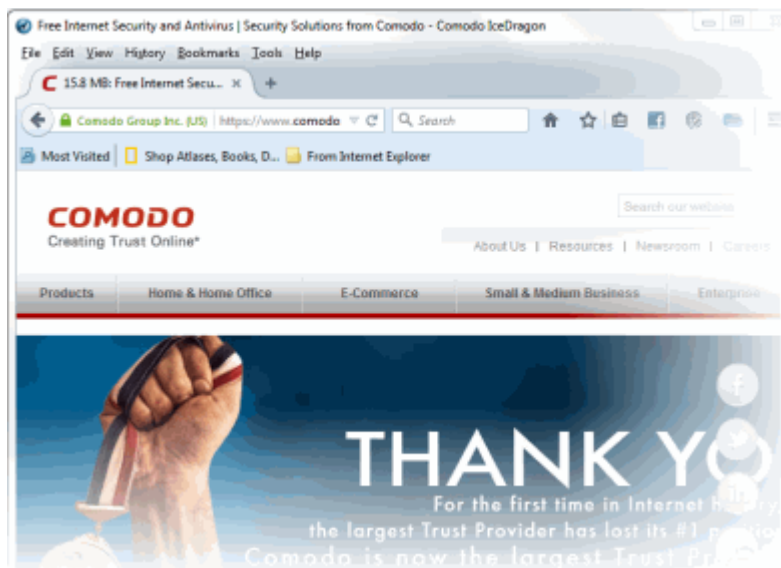 Free Internet Security and Antivirus | Security Solutions from Comodo - Comodo IceDragon
File Edit View History Bookmarks Tools Help
15.8 MB: Free Internet Secu... × +
Comodo Group Inc. (US) https://www.comodo Search
Most Visited Shop Atlases, Books, D... From Internet Explorer
Search our website
COMODO
Creating Trust Online*
About Us | Resources | Newsroom | Careers
Products Home & Home Office E-Commerce Small & Medium Business Enterprise
THANK YO
For the first time in Internet history,
the largest Trust Provider has lost its #1 position
Comodo is now the largest Trust